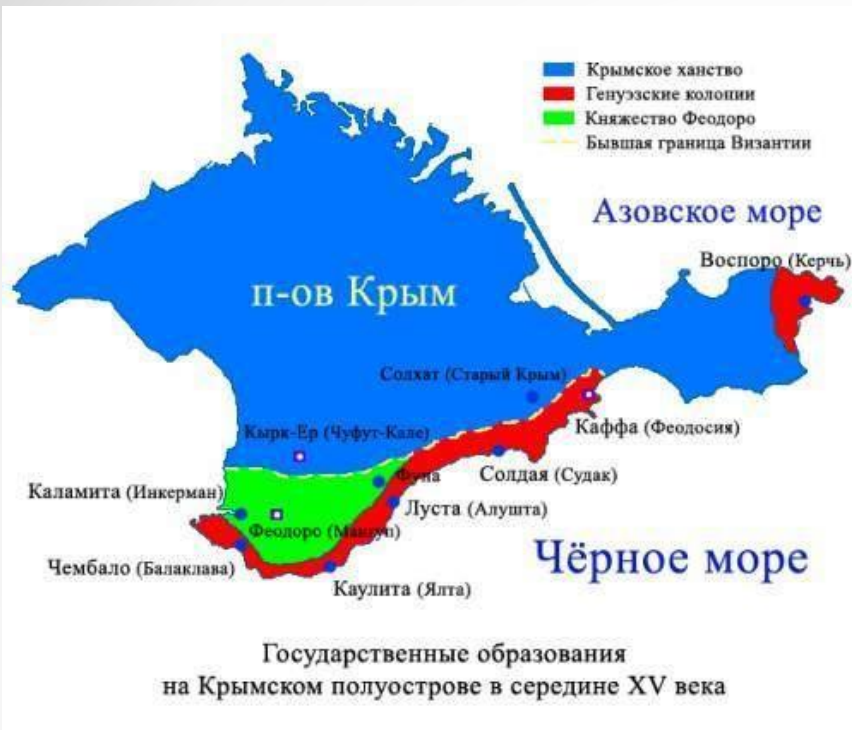 Крымское ханство
Генуэзские колонии
Княжество Феодоро
Бывшая граница Византии
Азовское море
Воспоро (Керчь)
п-ов Крым
Солхат (Старый Крым)
Каффа (Феодосия)
Кырк-Ер (Чуфут-Кале)
Солдая (Судак)
Фуна
Каламита (Инкерман)
Луста (Алушта)
Феодоро (Мангуп)
Чёрное море
Чембало (Балаклава)
Каулита (Ялта)
Государственные образования
на Крымском полуострове в середине XV века